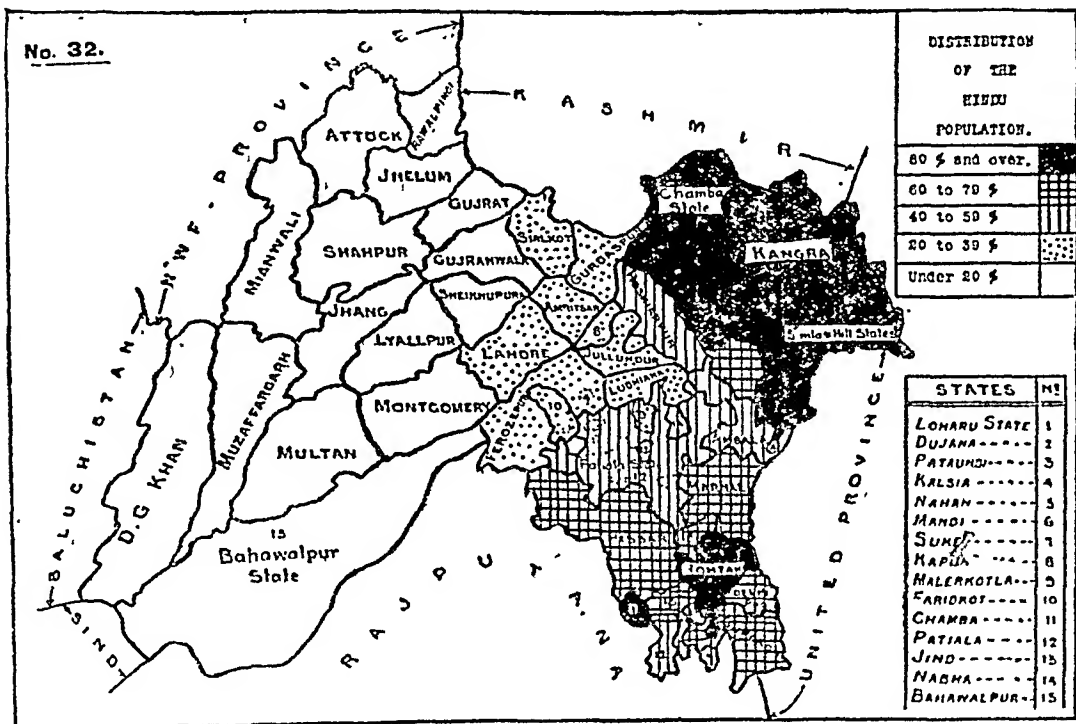 No. 32.
N.W.F. PROVINCE
KASHMIR
BALUCHISTAN
SIND
RAJPUTANA
UNITED PROVINCE
ATTOCK
RAWALPINDI
JHELUM
GUJRAT
SHAHPUR
MANWALI
SIALKOT
GURDASPUR
GUJRANWALA
SHEIKHUPURA
JHANG
LYALLPUR
AMRITSAR
LAHORE
JULLUNDUR
LUDHIANA
MONTGOMERY
FEROZEPUR
MUZAFFARGARH
MULTAN
D.G KHAN
15
Bahawalpur
State
Chamba
State
KANGRA
Simla Hill States
ROHTAK
8
10
1
DISTRIBUTION
OF THE
HINDU
POPULATION.
80 % and over.
60 to 79 %
40 to 59 %
20 to 39 %
Under 20 %
STATES Nº
LOHARU STATE 1
DUJANA ----- 2
PATAUDI ----- 3
KALSIA ----- 4
NAHAN ----- 5
MANDI ----- 6
SUKET 7
8
MALERKOTLA --- 9
FARIDKOT ---- 10
CHAMBA ---- 11
PATIALA ---- 12
JIND ----- 13
NABHA ---- 14
BAHAWALPUR -- 15